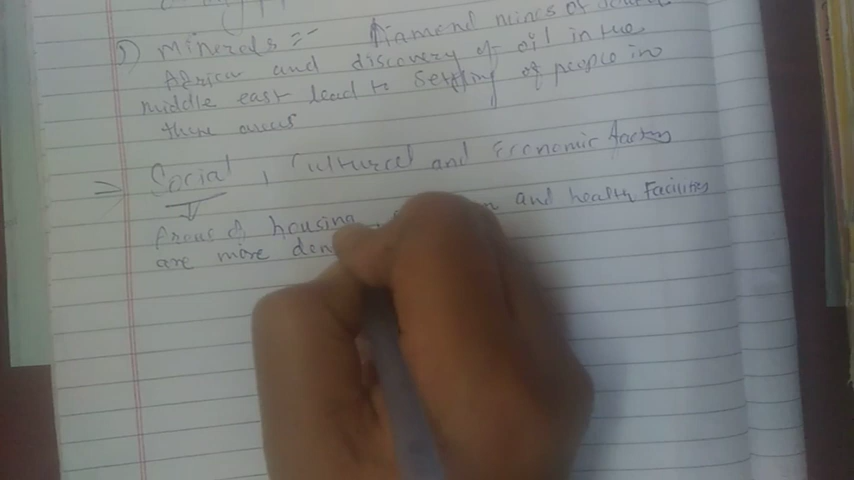 5) Minerals :- Diamond mines of
Africa and discovery of oil in the
middle east lead to settling of people in
there areas
=> Social, Cultural and Economic factors
Areas of housing, and health Facilities
are more den